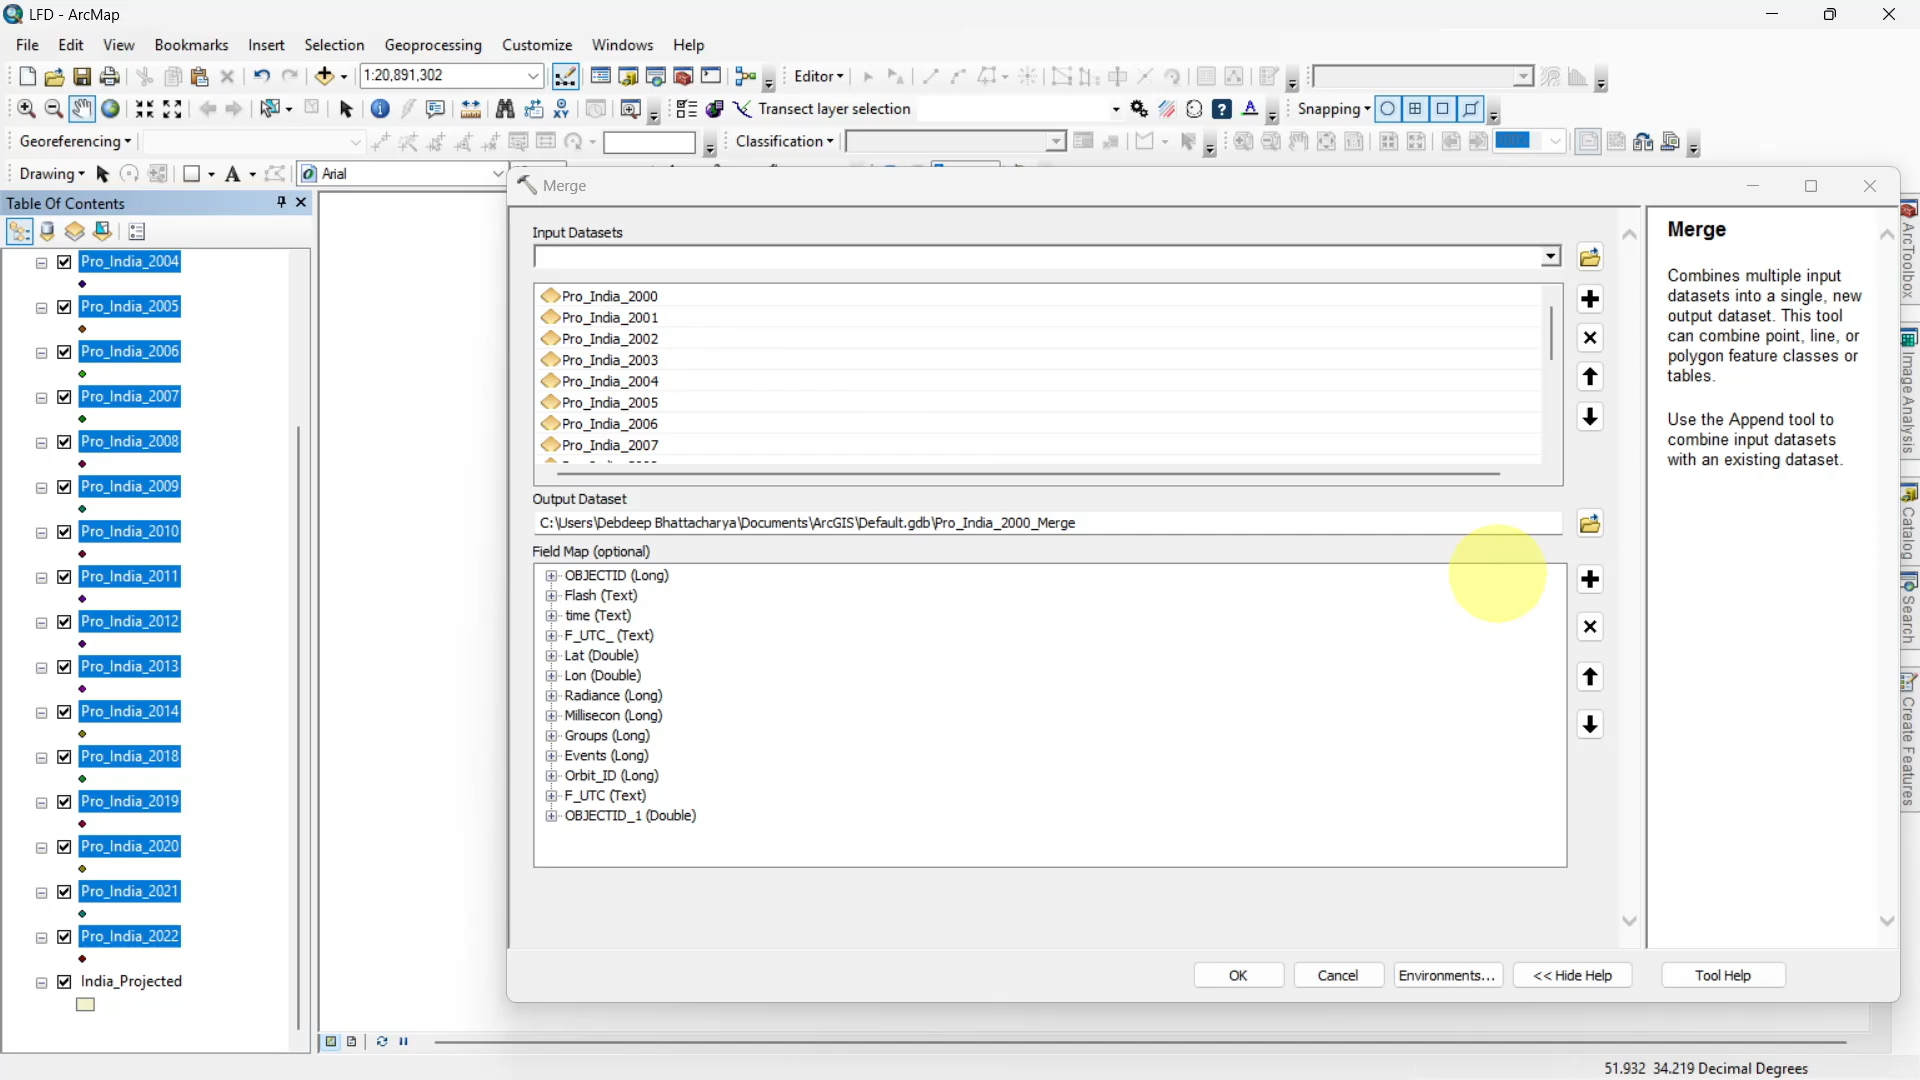 LFD - ArcMap
File Edit View Bookmarks Insert Selection Geoprocessing Customize Windows Help
1:20,891,302 Editor
Transect layer selection Snapping
Georeferencing Classification
Drawing A Arial
Table Of Contents
Pro_India_2004
Pro_India_2005
Pro_India_2006
Pro_India_2007
Pro_India_2008
Pro_India_2009
Pro_India_2010
Pro_India_2011
Pro_India_2012
Pro_India_2013
Pro_India_2014
Pro_India_2018
Pro_India_2019
Pro_India_2020
Pro_India_2021
Pro_India_2022
India_Projected
Merge
Input Datasets
Pro_India_2000
Pro_India_2001
Pro_India_2002
Pro_India_2003
Pro_India_2004
Pro_India_2005
Pro_India_2006
Pro_India_2007
Output Dataset
C:\Users\Debdeep Bhattacharya\Documents\ArcGIS\Default.gdb\Pro_India_2000_Merge
Field Map (optional)
OBJECTID (Long)
Flash (Text)
time (Text)
F_UTC_ (Text)
Lat (Double)
Lon (Double)
Radiance (Long)
Millisecon (Long)
Groups (Long)
Events (Long)
Orbit_ID (Long)
F_UTC (Text)
OBJECTID_1 (Double)
OK Cancel Environments... << Hide Help Tool Help
Merge
Combines multiple input
datasets into a single, new
output dataset. This tool
can combine point, line, or
polygon feature classes or
tables.
Use the Append tool to
combine input datasets
with an existing dataset.
ArcToolbox
Image Analysis
Catalog
Search
Create Features
51.932 34.219 Decimal Degrees